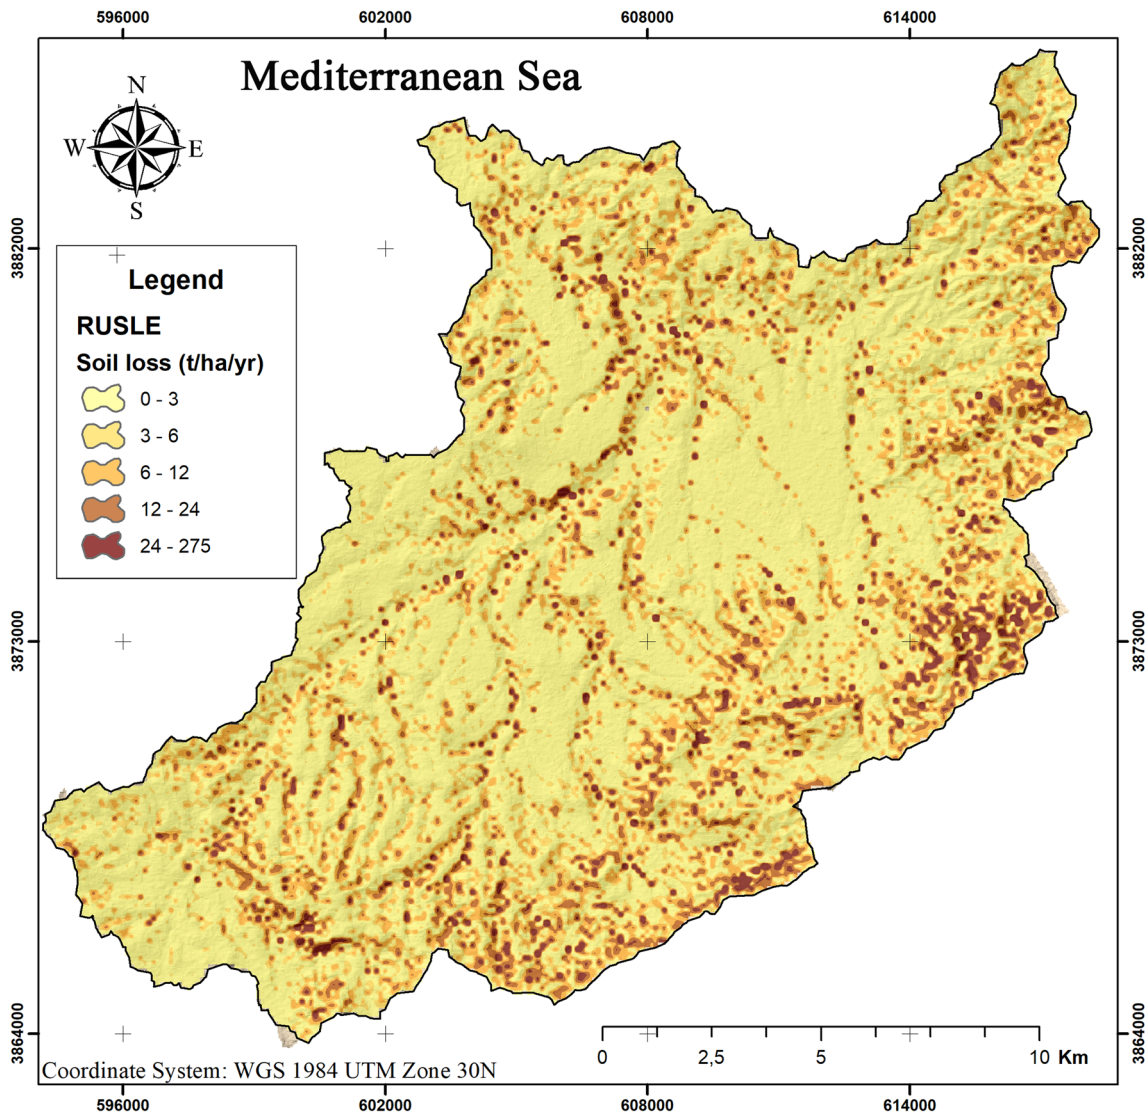 596000 602000 608000 614000
Mediterranean Sea
N
W E
S
3882000 3882000
Legend
RUSLE
Soil loss (t/ha/yr)
0 - 3
3 - 6
6 - 12
12 - 24
24 - 275
3873000 3873000
3864000 3864000
0 2,5 5 10 Km
Coordinate System: WGS 1984 UTM Zone 30N
596000 602000 608000 614000